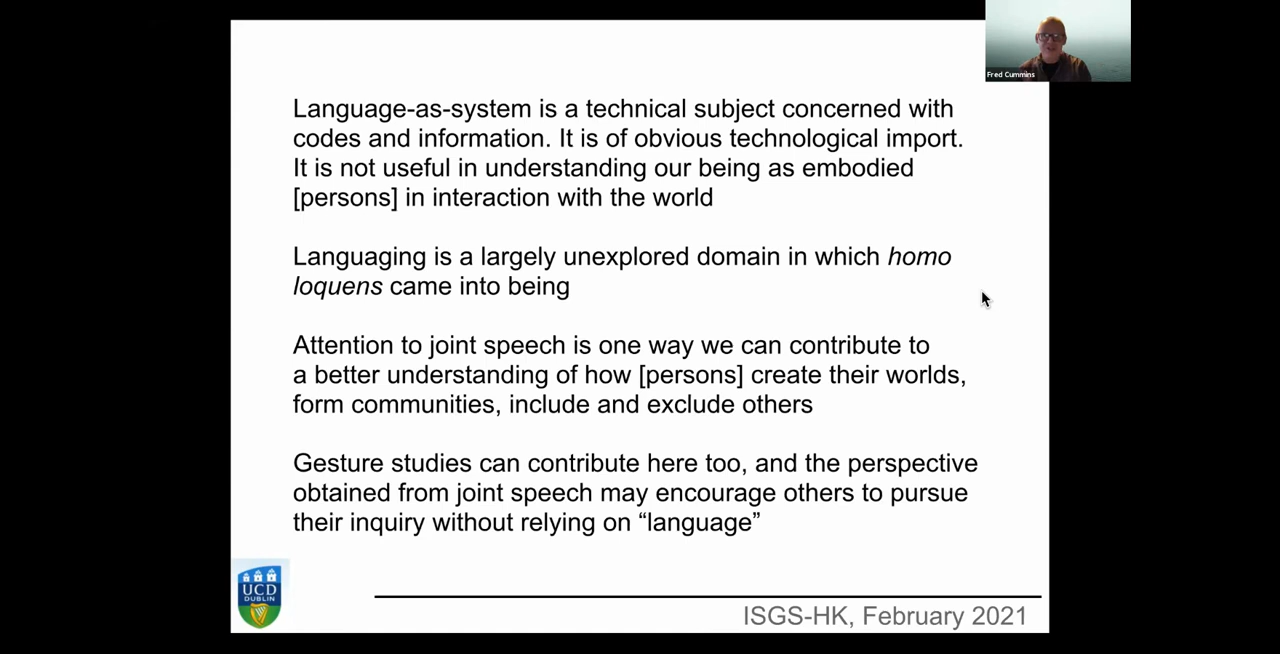 Fred Cummins
Language-as-system is a technical subject concerned with
codes and information. It is of obvious technological import.
It is not useful in understanding our being as embodied
[persons] in interaction with the world
Languaging is a largely unexplored domain in which homo
loquens came into being
Attention to joint speech is one way we can contribute to
a better understanding of how [persons] create their worlds,
form communities, include and exclude others
Gesture studies can contribute here too, and the perspective
obtained from joint speech may encourage others to pursue
their inquiry without relying on “language”
UCD
DUBLIN
ISGS-HK, February 2021